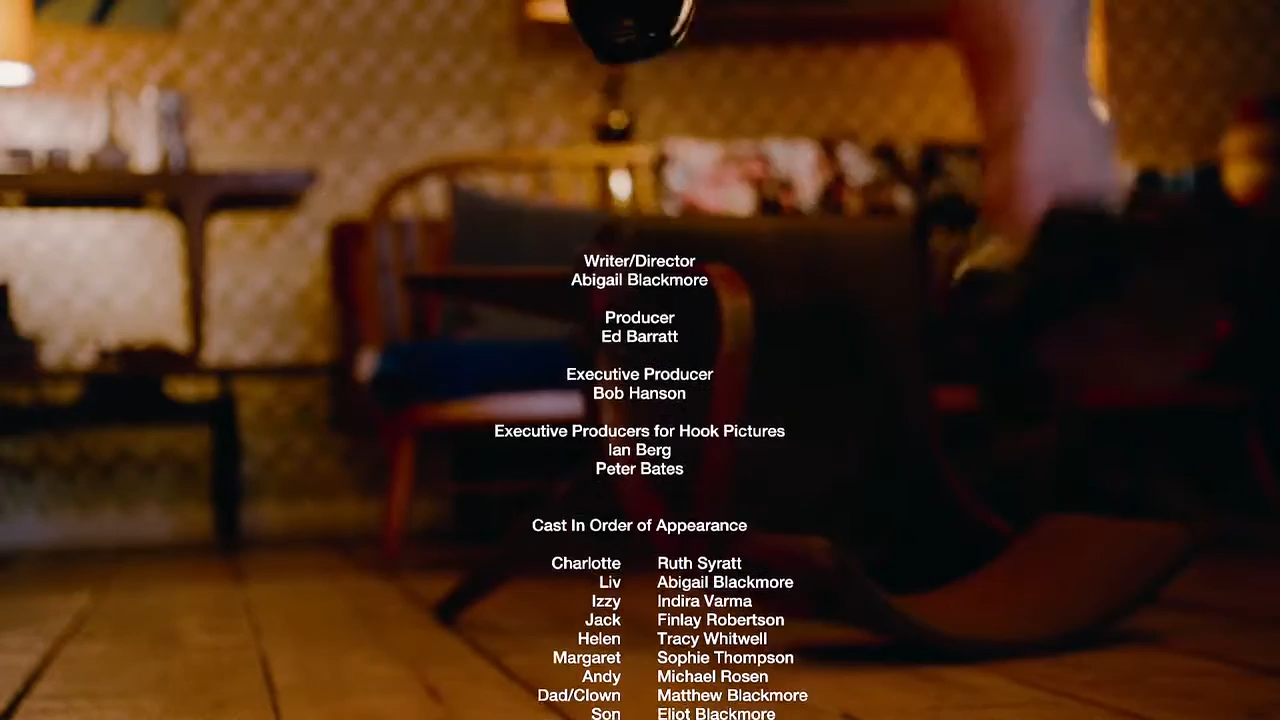 Writer/Director
Abigail Blackmore
Producer
Ed Barratt
Executive Producer
Bob Hanson
Executive Producers for Hook Pictures
Ian Berg
Peter Bates
Cast In Order of Appearance
Charlotte Ruth Syratt
Liv Abigail Blackmore
Izzy Indira Varma
Jack Finlay Robertson
Helen Tracy Whitwell
Margaret Sophie Thompson
Andy Michael Rosen
Dad/Clown Matthew Blackmore
Son Eliot Blackmore